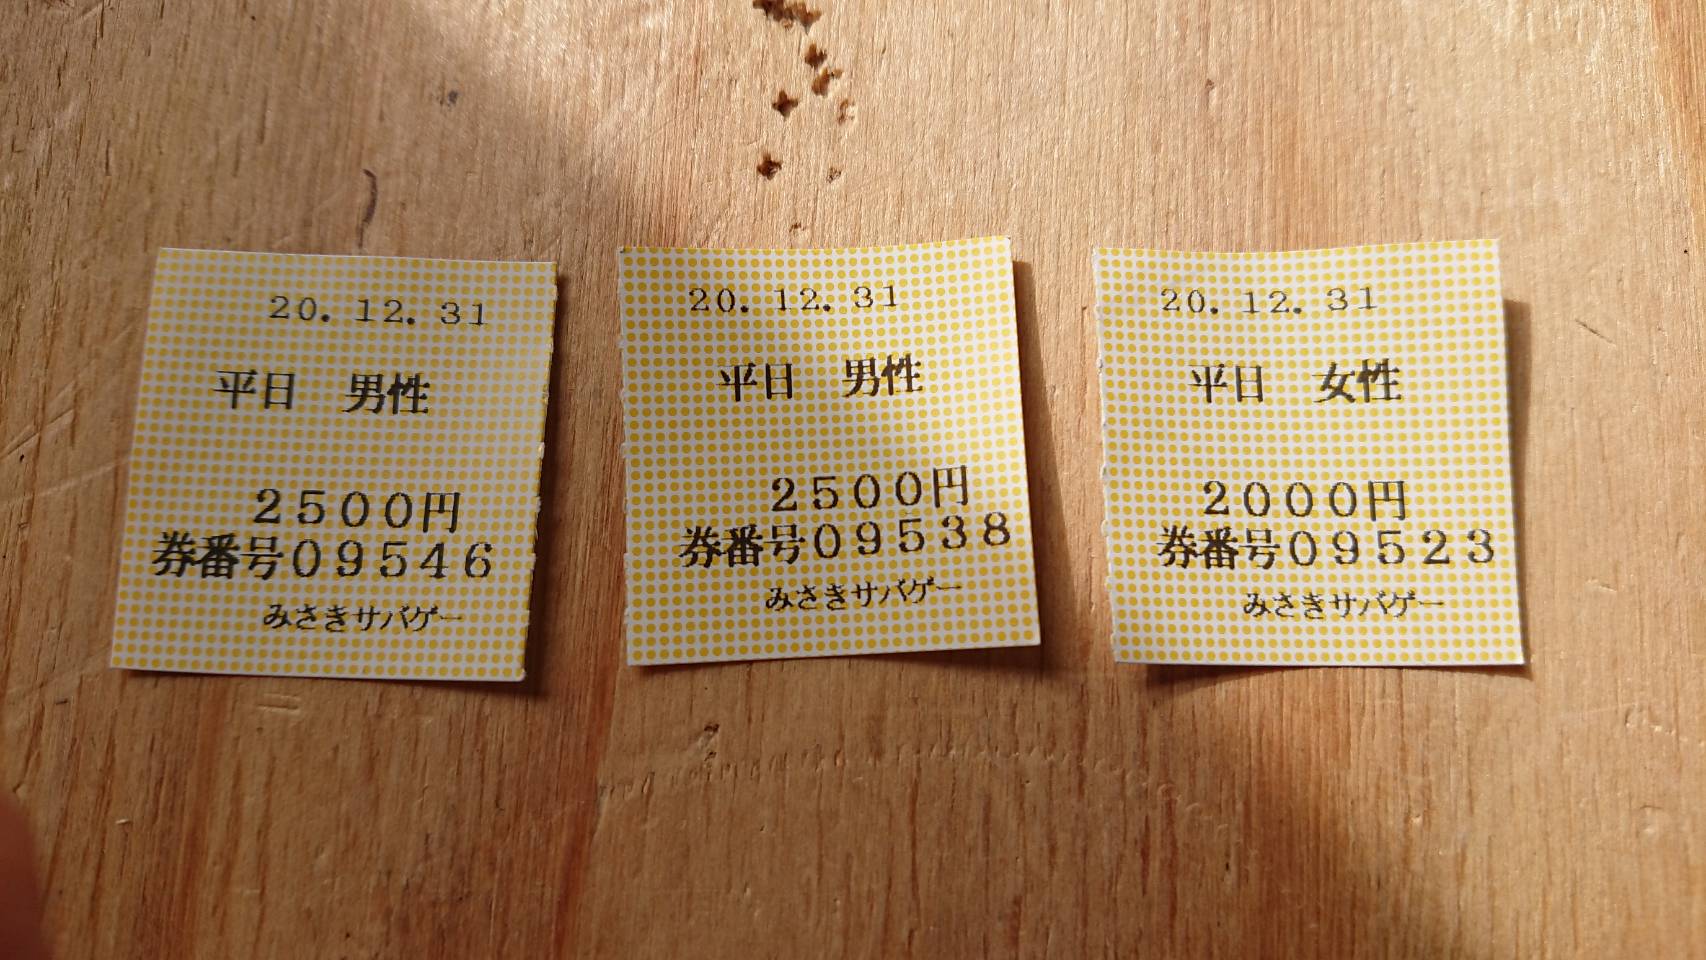 20.12.31
平日 男性
2500円
券番号09546
みさきサバゲー
20.12.31
平日 男性
2500円
券番号09538
みさきサバゲー
20.12.31
平日 女性
2000円
券番号09523
みさきサバゲー